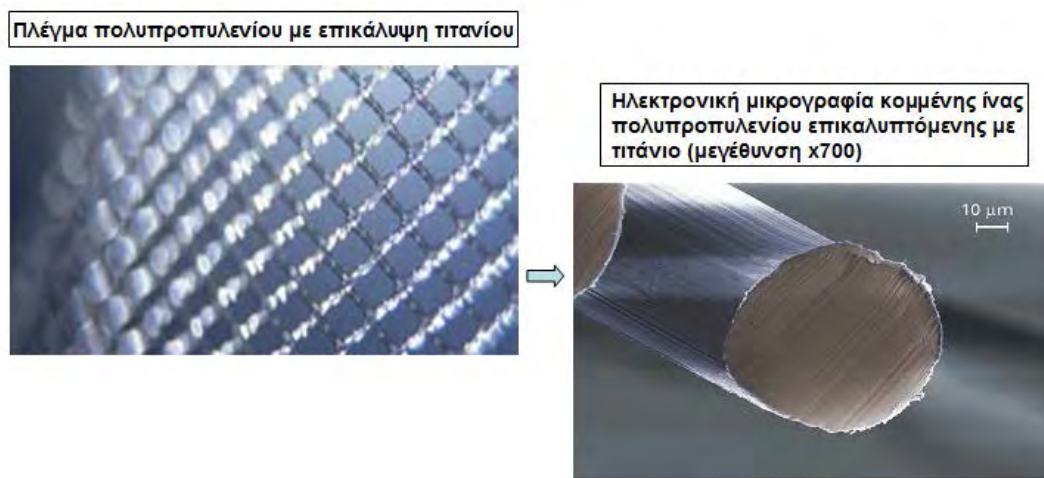 Πλέγμα πολυπροπυλενίου με επικάλυψη τιτανίου
Ηλεκτρονική μικρογραφία κομμένης ίνας
πολυπροπυλενίου επικαλυπτόμενης με
τιτάνιο (μεγέθυνση x700)
10 μm